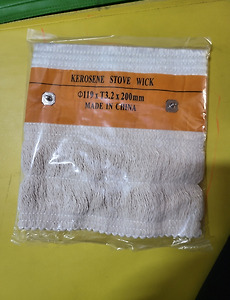 KEROSENE STOVE WICK
Φ119 x T3.2 x 200mm
MADE IN CHINA